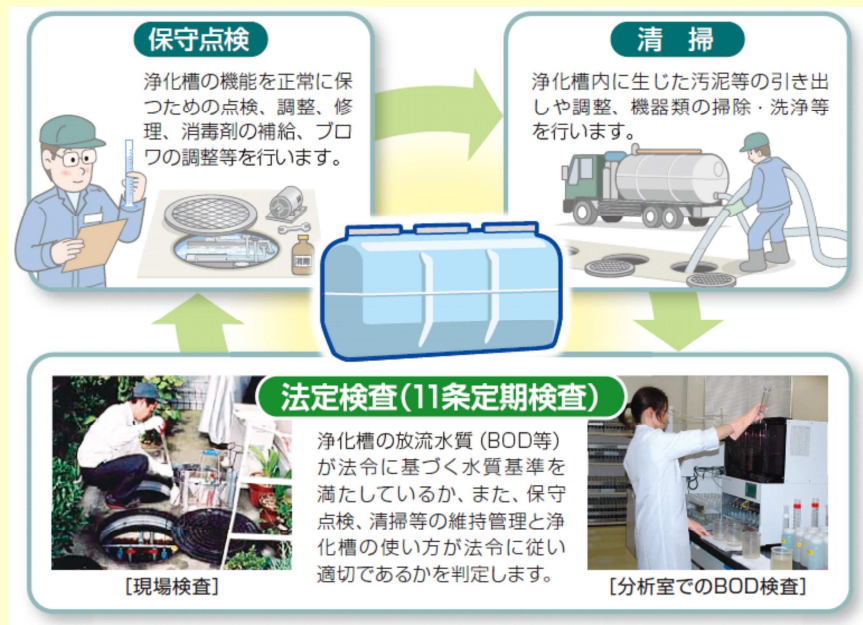 保守点検
浄化槽の機能を正常に保
つための点検、調整、修
理、消毒剤の補給、ブロ
ワの調整等を行います。
消毒
清 掃
浄化槽内に生じた汚泥等の引き出
しや調整、機器類の掃除・洗浄等
を行います。
法定検査(11条定期検査)
浄化槽の放流水質(BOD等)
が法令に基づく水質基準を
満たしているか、また、保守
点検、清掃等の維持管理と浄
化槽の使い方が法令に従い
適切であるかを判定します。
[現場検査]
[分析室でのBOD検査]